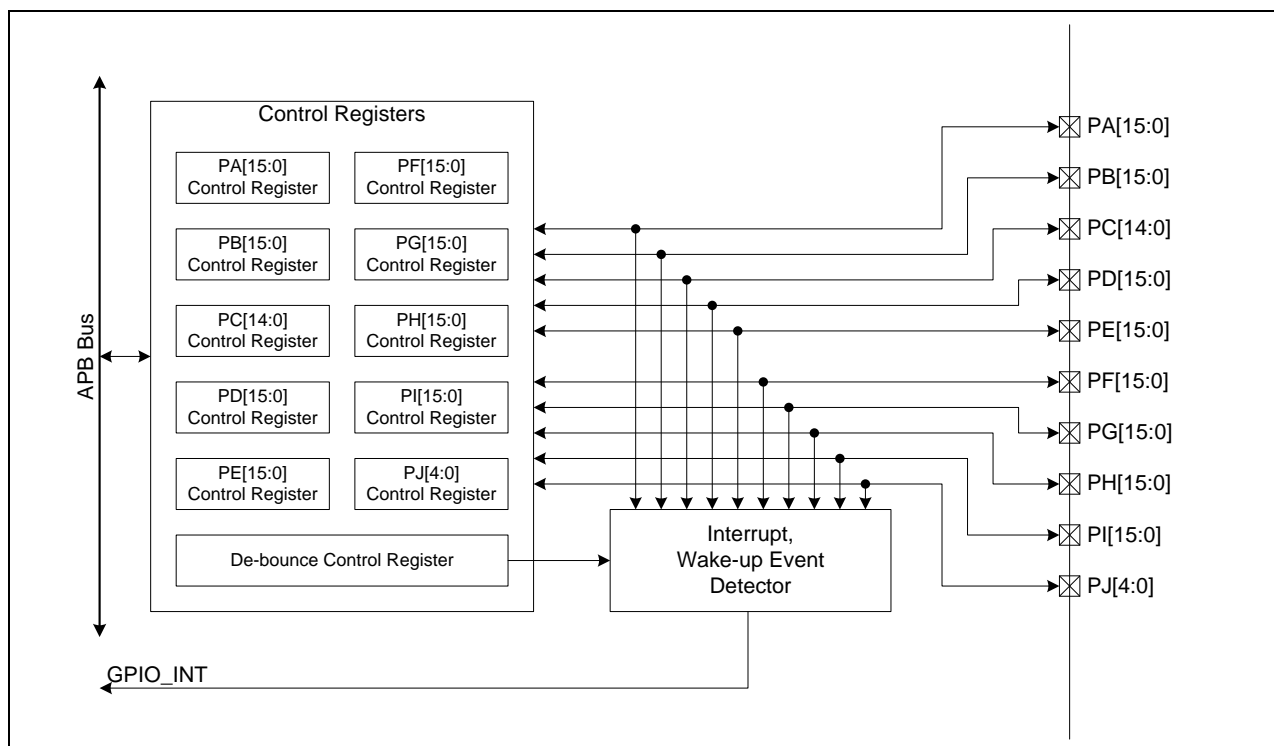 Control Registers
PA[15:0]
Control Register
PF[15:0]
Control Register
PB[15:0]
Control Register
PG[15:0]
Control Register
PC[14:0]
Control Register
PH[15:0]
Control Register
PD[15:0]
Control Register
PI[15:0]
Control Register
PE[15:0]
Control Register
PJ[4:0]
Control Register
De-bounce Control Register
APB Bus
Interrupt,
Wake-up Event
Detector
GPIO_INT
PA[15:0]
PB[15:0]
PC[14:0]
PD[15:0]
PE[15:0]
PF[15:0]
PG[15:0]
PH[15:0]
PI[15:0]
PJ[4:0]